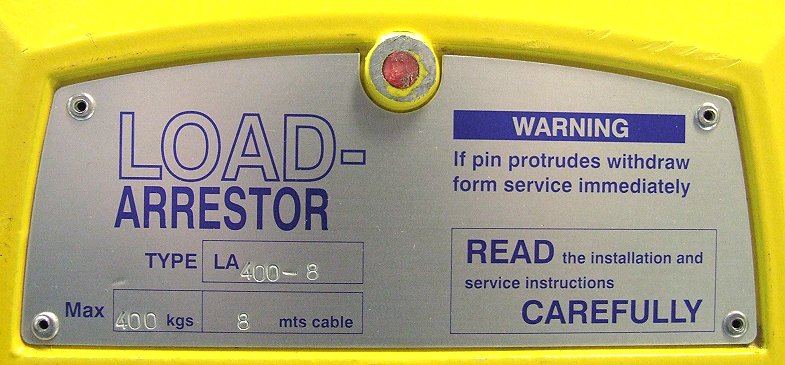 LOAD-
ARRESTOR
TYPE LA 400-8
Max 400 kgs 8 mts cable
WARNING
If pin protrudes withdraw
form service immediately
READ the installation and
service instructions
CAREFULLY